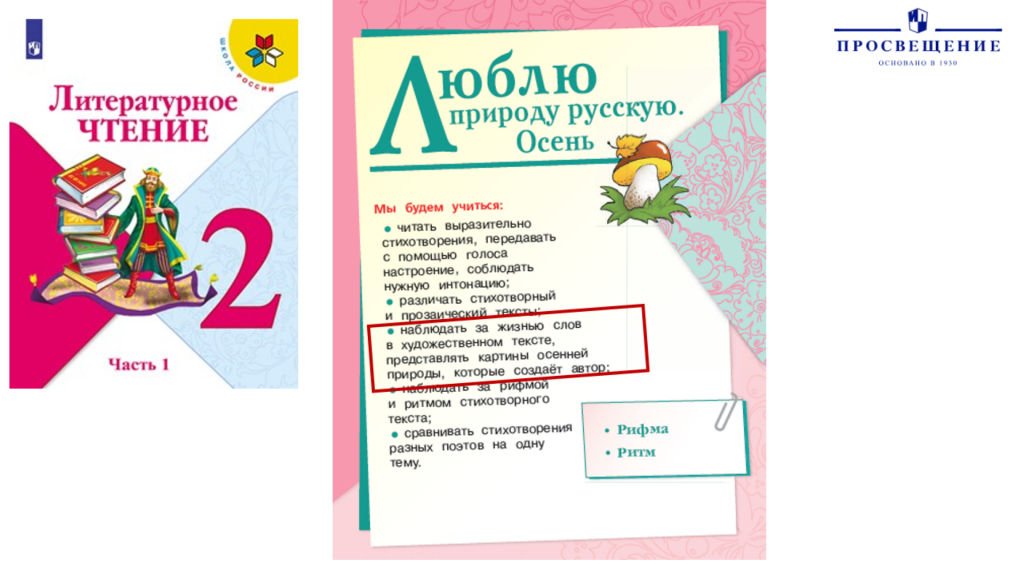 ШКОЛА РОССИИ
Литературное
ЧТЕНИЕ
2
Часть 1
Люблю
природу русскую.
Осень
Мы будем учиться:
• читать выразительно
стихотворения, передавать
с помощью голоса
настроение, соблюдать
нужную интонацию;
• различать стихотворный
и прозаический тексты;
• наблюдать за жизнью слов
в художественном тексте,
представлять картины осенней
природы, которые создаёт автор;
• наблюдать за рифмой
и ритмом стихотворного
текста;
• сравнивать стихотворения
разных поэтов на одну
тему.
• Рифма
• Ритм
ПРОСВЕЩЕНИЕ
ОСНОВАНО В 1930